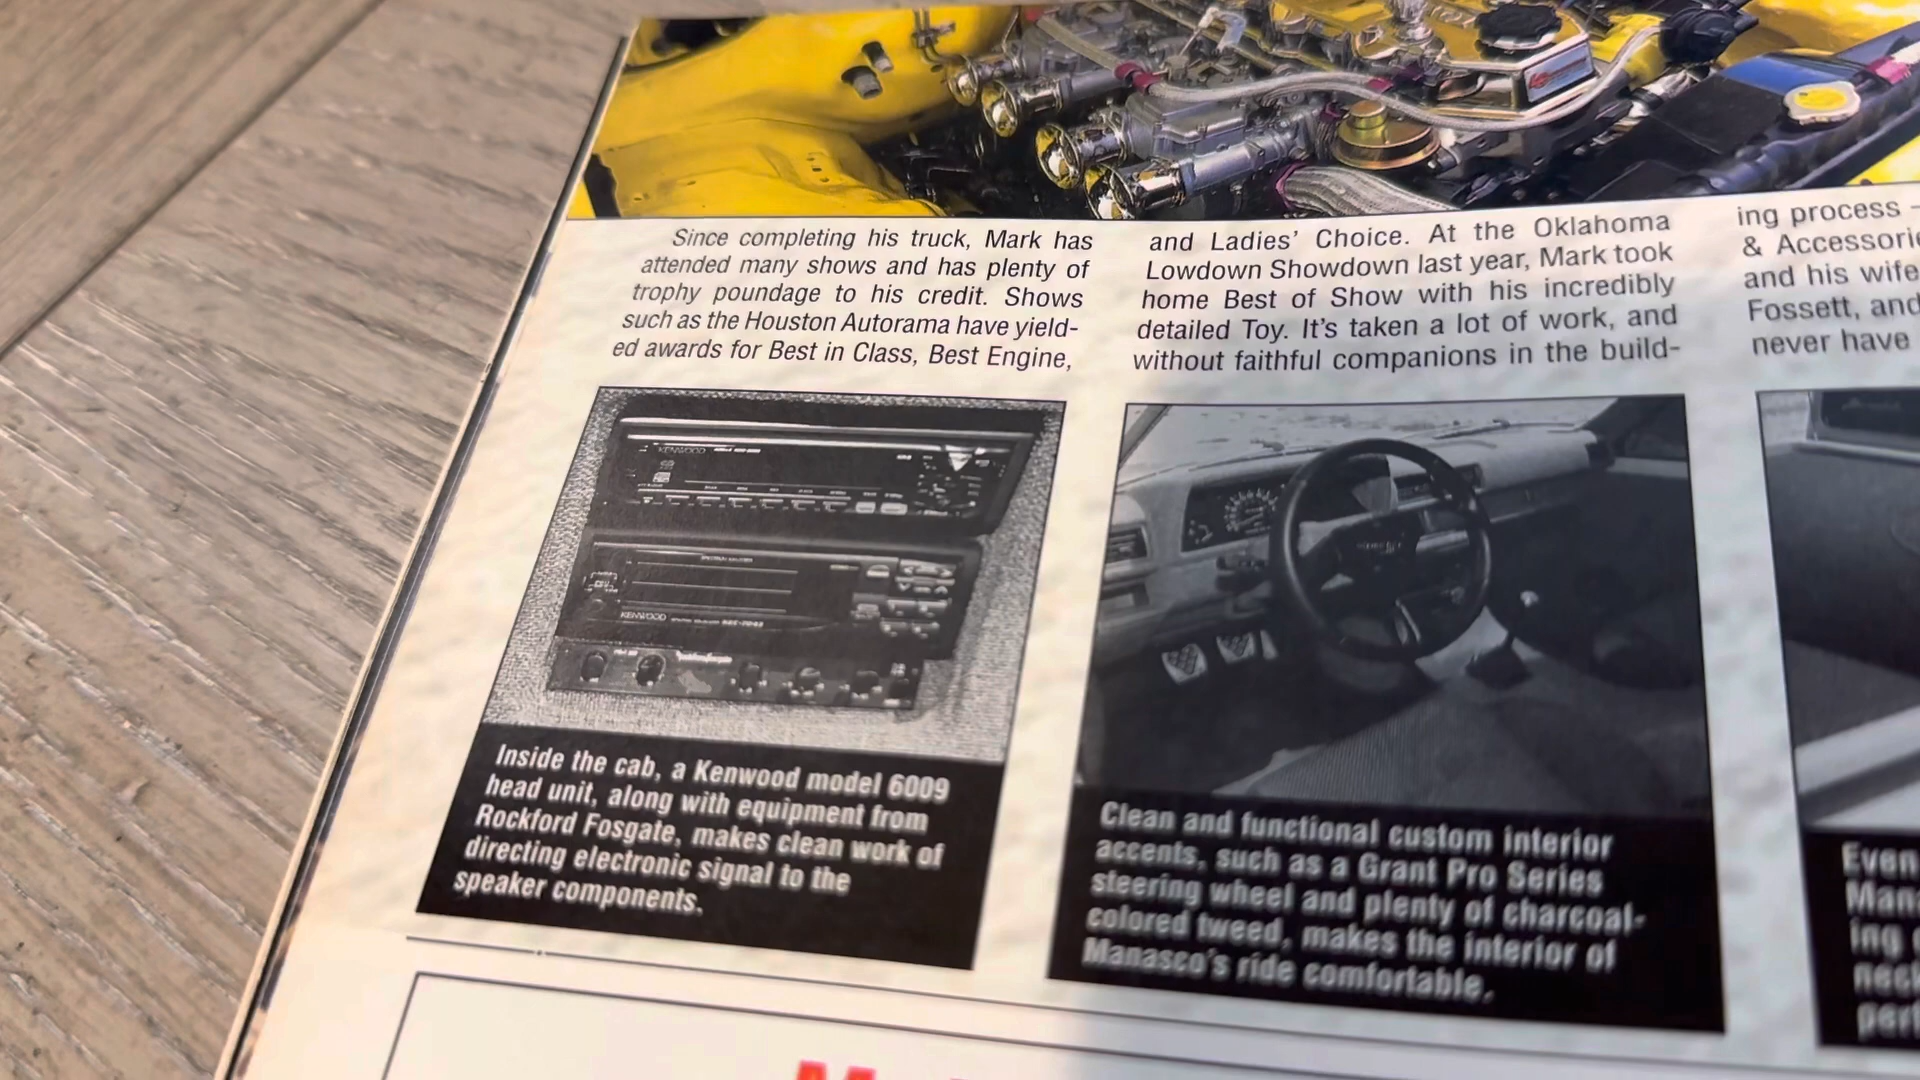 Since completing his truck, Mark has
attended many shows and has plenty of
trophy poundage to his credit. Shows
such as the Houston Autorama have yield-
ed awards for Best in Class, Best Engine,
and Ladies' Choice. At the Oklahoma
Lowdown Showdown last year, Mark took
home Best of Show with his incredibly
detailed Toy. It's taken a lot of work, and
without faithful companions in the build-
ing process
& Accessori
and his wife
Fossett, and
never have
KENWOOD
KENWOOD
Inside the cab, a Kenwood model 6009
head unit, along with equipment from
Rockford Fosgate, makes clean work of
directing electronic signal to the
speaker components.
Clean and functional custom interior
accents, such as a Grant Pro Series
steering wheel and plenty of charcoal-
colored tweed, makes the interior of
Manasco's ride comfortable.
Even
Man
ing
neck
per